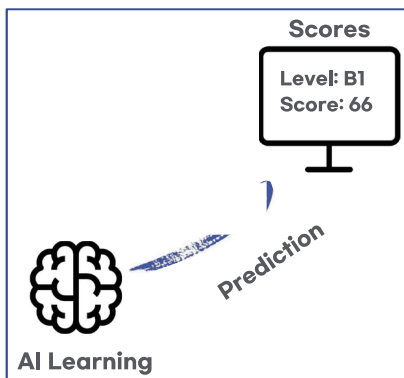 Scores
Level: B1
Score: 66
Prediction
AI Learning